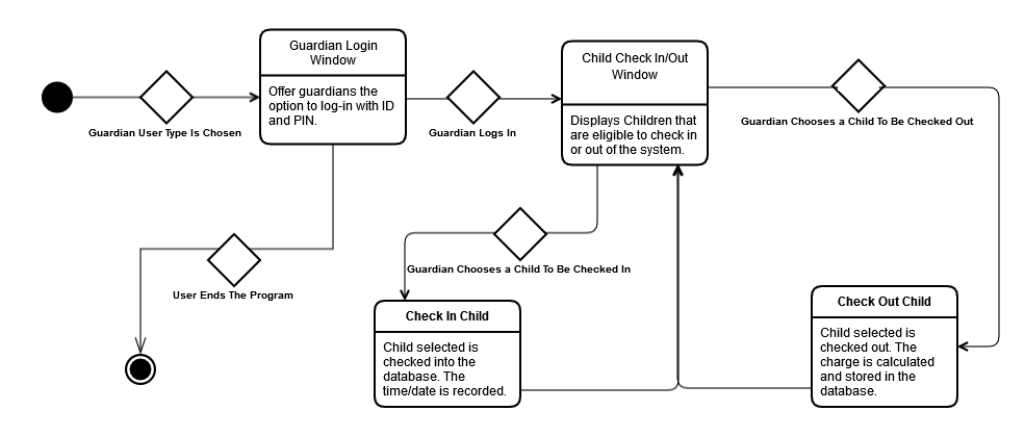 Guardian Login
Window
Offer guardians the
option to log-in with ID
and PIN.
Guardian User Type Is Chosen
Guardian Logs In
Child Check In/Out
Window
Displays Children that
are eligible to check in
or out of the system.
Guardian Chooses a Child To Be Checked Out
User Ends The Program
Guardian Chooses a Child To Be Checked In
Check In Child
Child selected is
checked into the
database. The
time/date is recorded.
Check Out Child
Child selected is
checked out. The
charge is calculated
and stored in the
database.